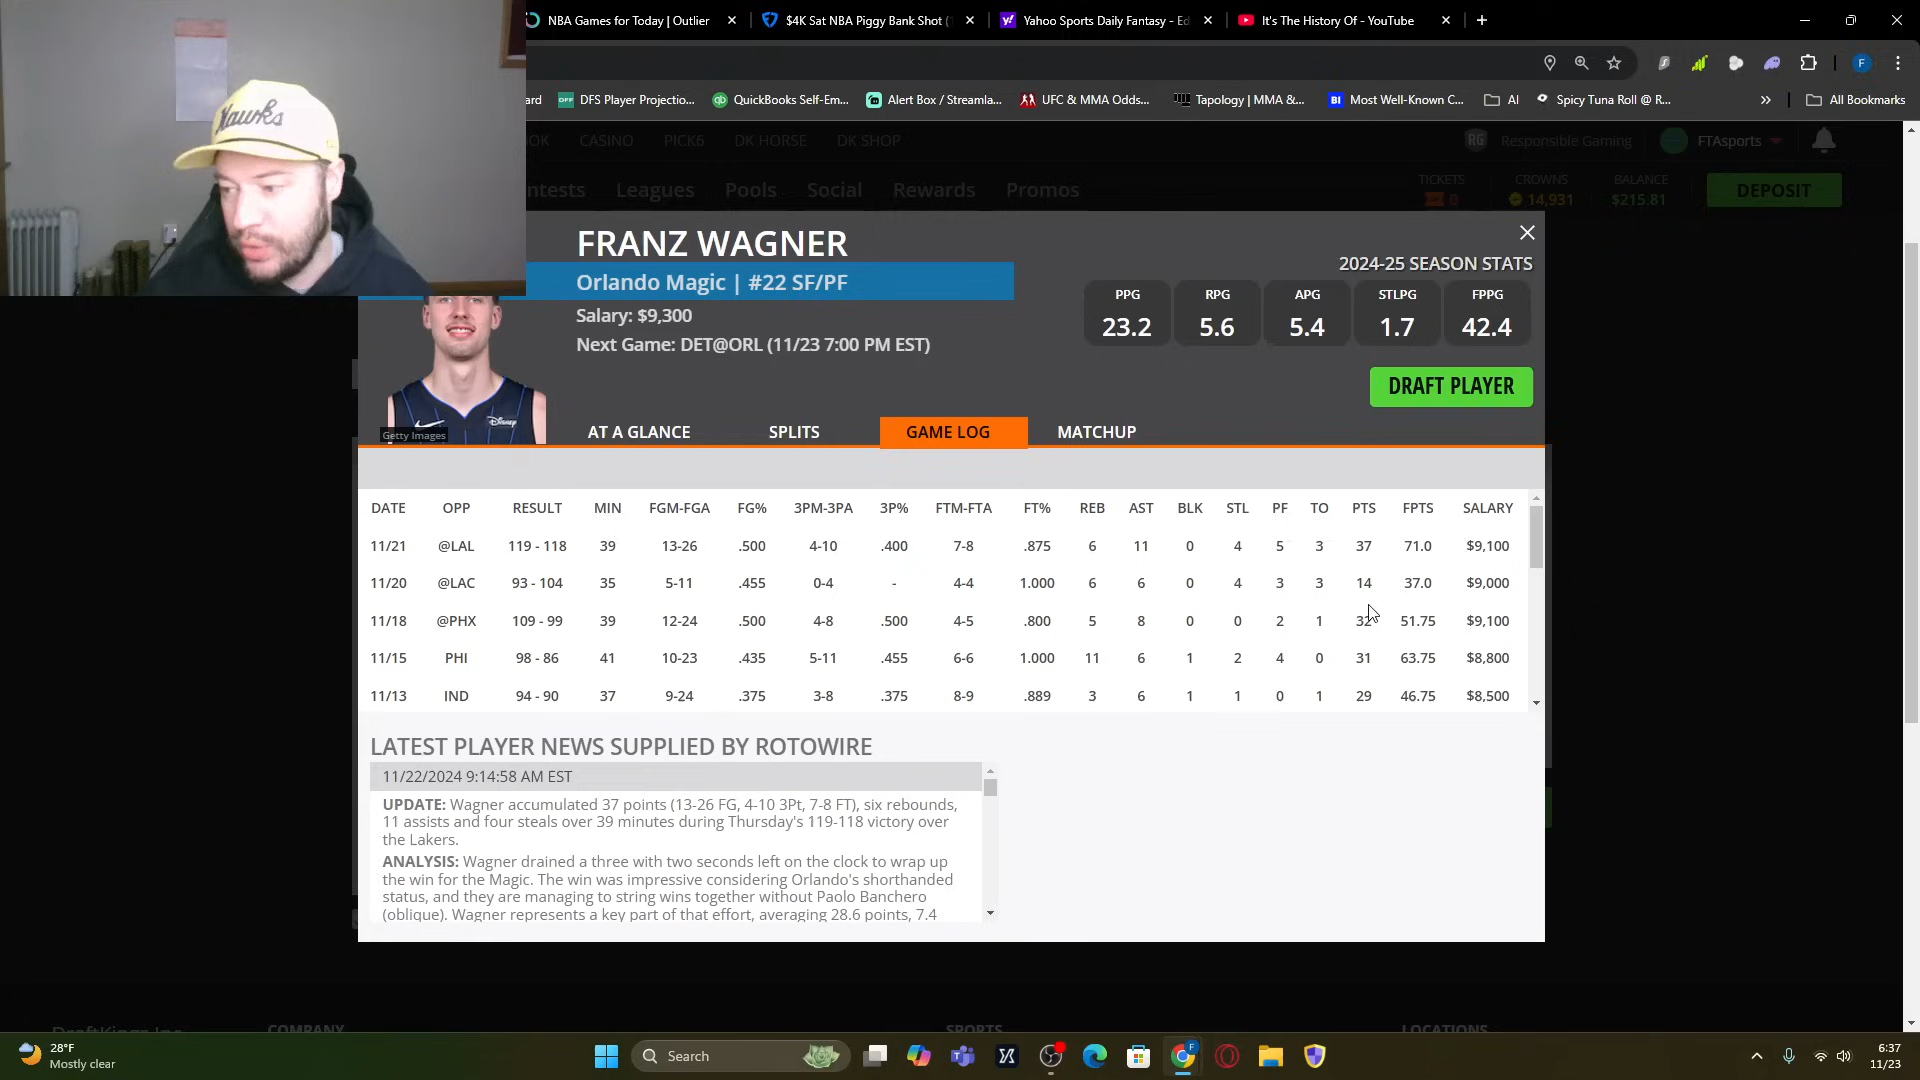 NBA Games for Today | Outlier
$4K Sat NBA Piggy Bank Shot (
Yahoo Sports Daily Fantasy - Ed
It's The History Of - YouTube
ard
DFS Player Projectio...
QuickBooks Self-Em...
Alert Box / Streamla...
UFC & MMA Odds...
Tapology | MMA &...
Most Well-Known C...
AI
Spicy Tuna Roll @ R...
All Bookmarks
Hawks
OK
CASINO
PICK6
DK HORSE
DK SHOP
RG
Responsible Gaming
FTAsports
ntests
Leagues
Pools
Social
Rewards
Promos
TICKETS
0
CROWNS
14,931
BALANCE
$215.81
DEPOSIT
FRANZ WAGNER
Orlando Magic | #22 SF/PF
Salary: $9,300
Next Game: DET@ORL (11/23 7:00 PM EST)
2024-25 SEASON STATS
PPG RPG APG STLPG FPPG
23.2 5.6 5.4 1.7 42.4
DRAFT PLAYER
Disney
Getty Images
AT A GLANCE
SPLITS
GAME LOG
MATCHUP
DATE OPP RESULT MIN FGM-FGA FG% 3PM-3PA 3P% FTM-FTA FT% REB AST BLK STL PF TO PTS FPTS SALARY
11/21 @LAL 119 - 118 39 13-26 .500 4-10 .400 7-8 .875 6 11 0 4 5 3 37 71.0 $9,100
11/20 @LAC 93 - 104 35 5-11 .455 0-4 - 4-4 1.000 6 6 0 4 3 3 14 37.0 $9,000
11/18 @PHX 109 - 99 39 12-24 .500 4-8 .500 4-5 .800 5 8 0 0 2 1 32 51.75 $9,100
11/15 PHI 98 - 86 41 10-23 .435 5-11 .455 6-6 1.000 11 6 1 2 4 0 31 63.75 $8,800
11/13 IND 94 - 90 37 9-24 .375 3-8 .375 8-9 .889 3 6 1 1 0 1 29 46.75 $8,500
LATEST PLAYER NEWS SUPPLIED BY ROTOWIRE
11/22/2024 9:14:58 AM EST
UPDATE: Wagner accumulated 37 points (13-26 FG, 4-10 3Pt, 7-8 FT), six rebounds,
11 assists and four steals over 39 minutes during Thursday's 119-118 victory over
the Lakers.
ANALYSIS: Wagner drained a three with two seconds left on the clock to wrap up
the win for the Magic. The win was impressive considering Orlando's shorthanded
status, and they are managing to string wins together without Paolo Banchero
(oblique). Wagner represents a key part of that effort, averaging 28.6 points, 7.4
DraftKings Inc.
COMPANY
SPORTS
LOCATIONS
28°F
Mostly clear
Search
6:37
11/23